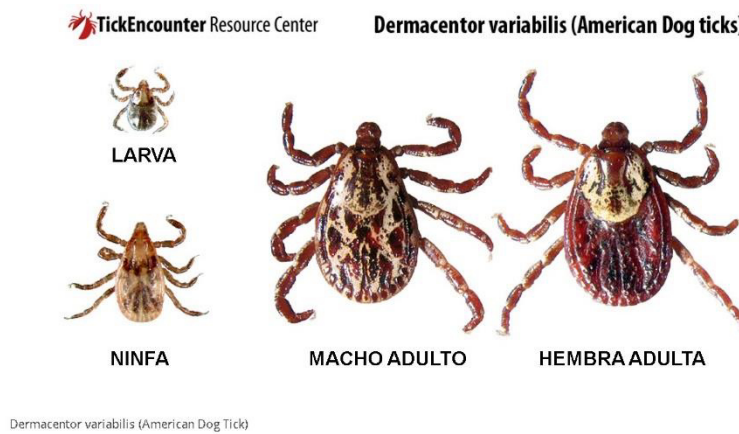 TickEncounter Resource Center
Dermacentor variabilis (American Dog ticks)
LARVA
NINFA
MACHO ADULTO
HEMBRA ADULTA
Dermacentor variabilis (American Dog Tick)